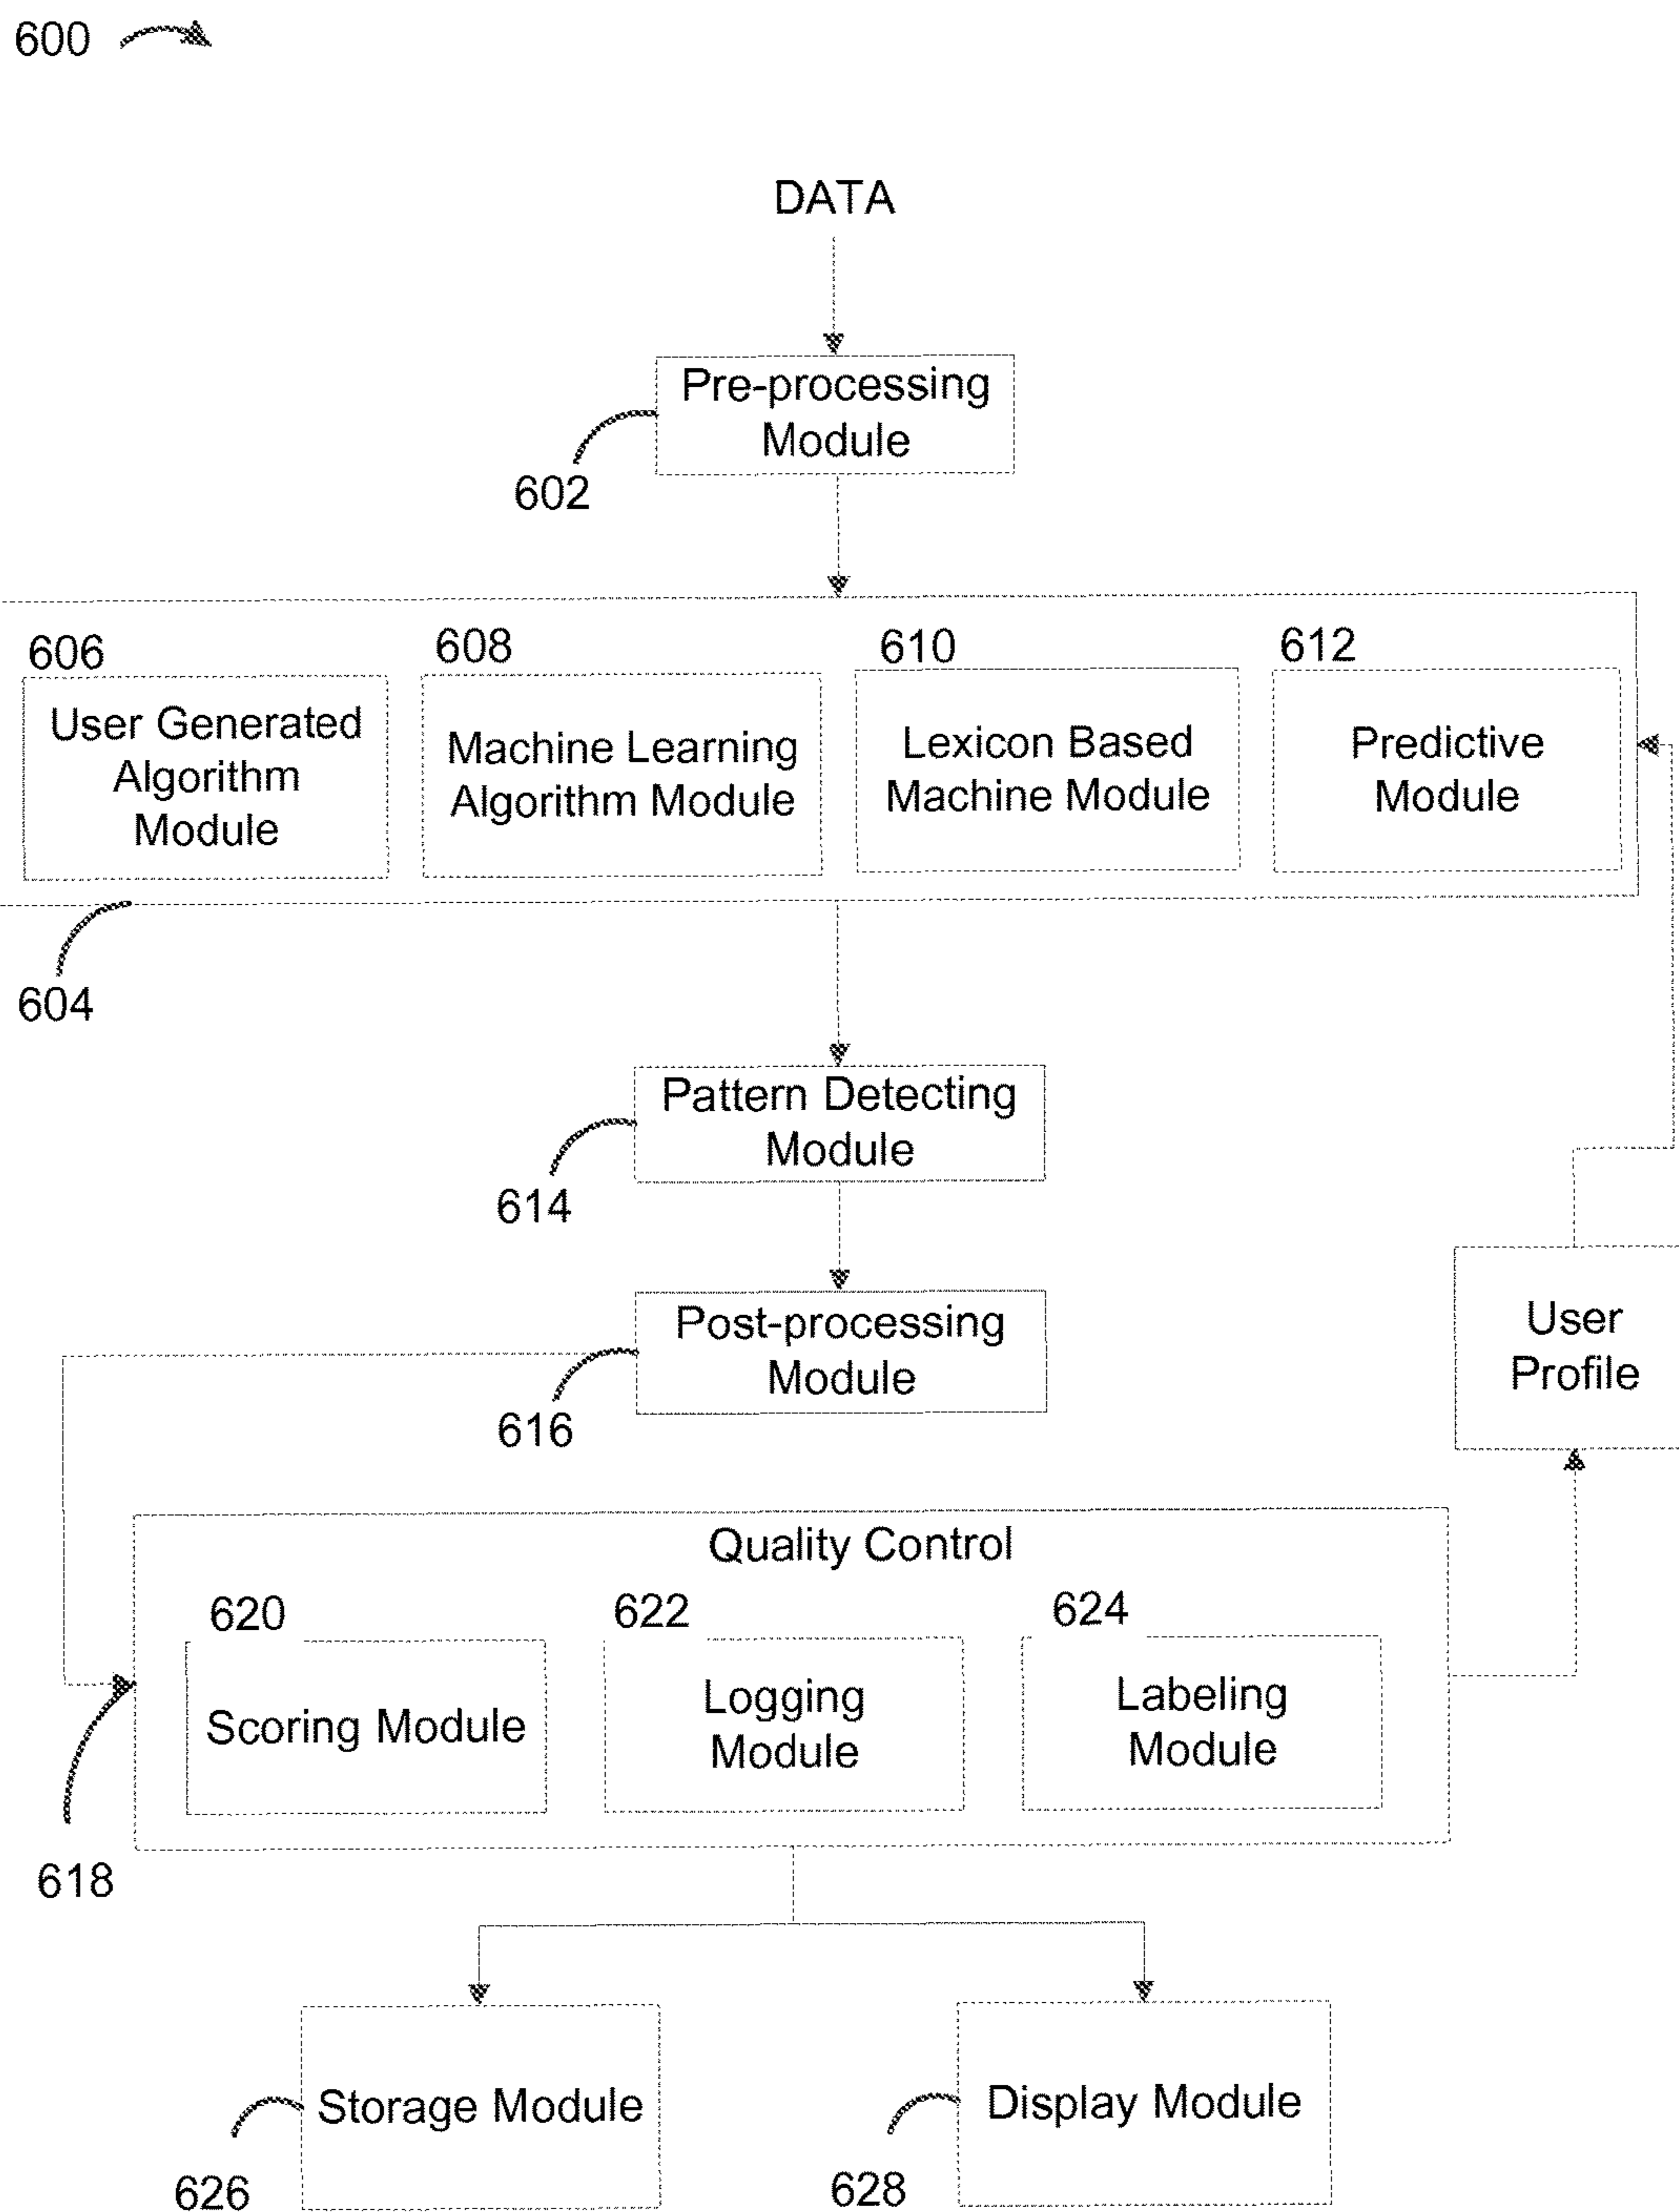 600
DATA
Pre-processing
Module
602
606
User Generated
Algorithm
Module
608
Machine Learning
Algorithm Module
610
Lexicon Based
Machine Module
612
Predictive
Module
604
Pattern Detecting
Module
614
Post-processing
Module
616
User
Profile
Quality Control
620
Scoring Module
622
Logging
Module
624
Labeling
Module
618
Storage Module
626
Display Module
628